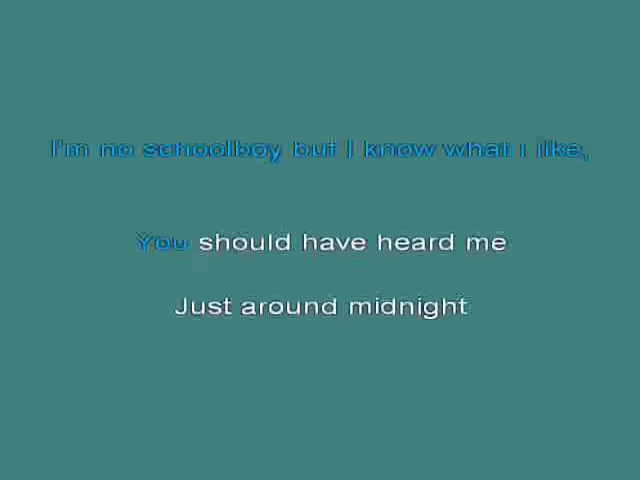 I'm no schoolboy but I know what i like,
You should have heard me
Just around midnight